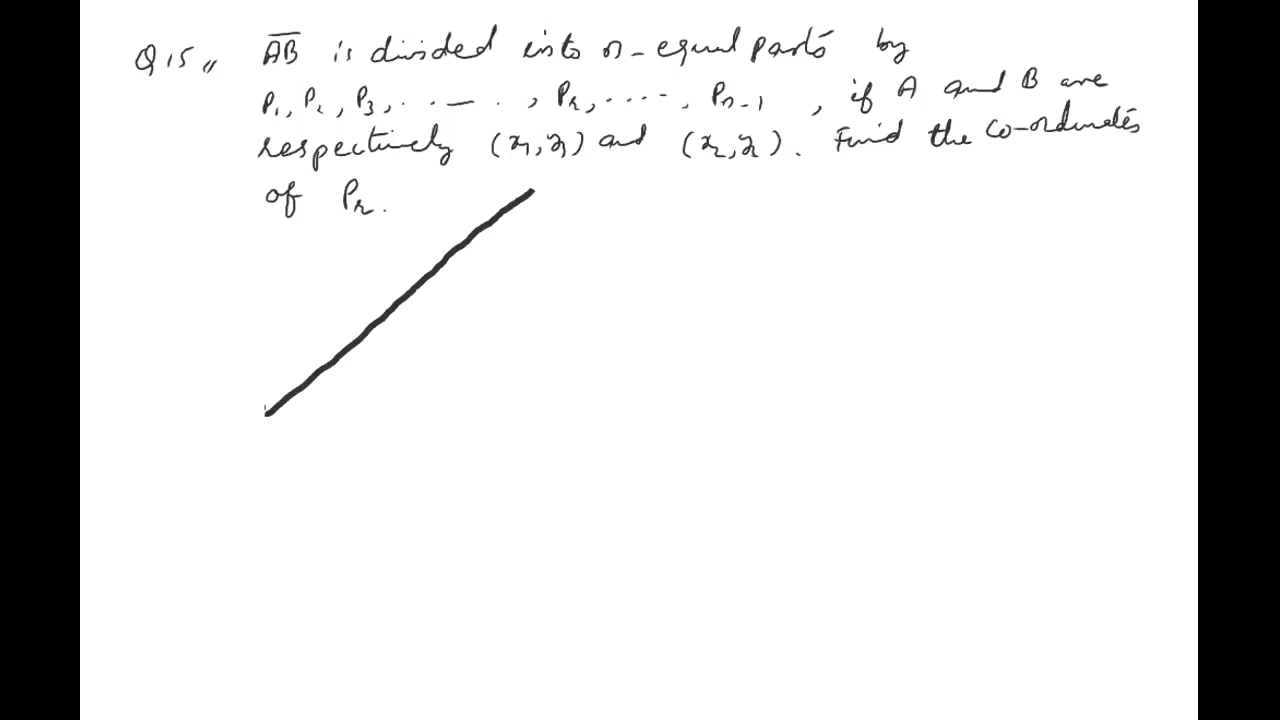 Q 15,, AB is divided into n-equal parts by
P1, P2, P3, ......, Pr, ...., Pn-1, if A and B are
respectively (x1, y1) and (x2, y2). Find the co-ordinates
of Pr.